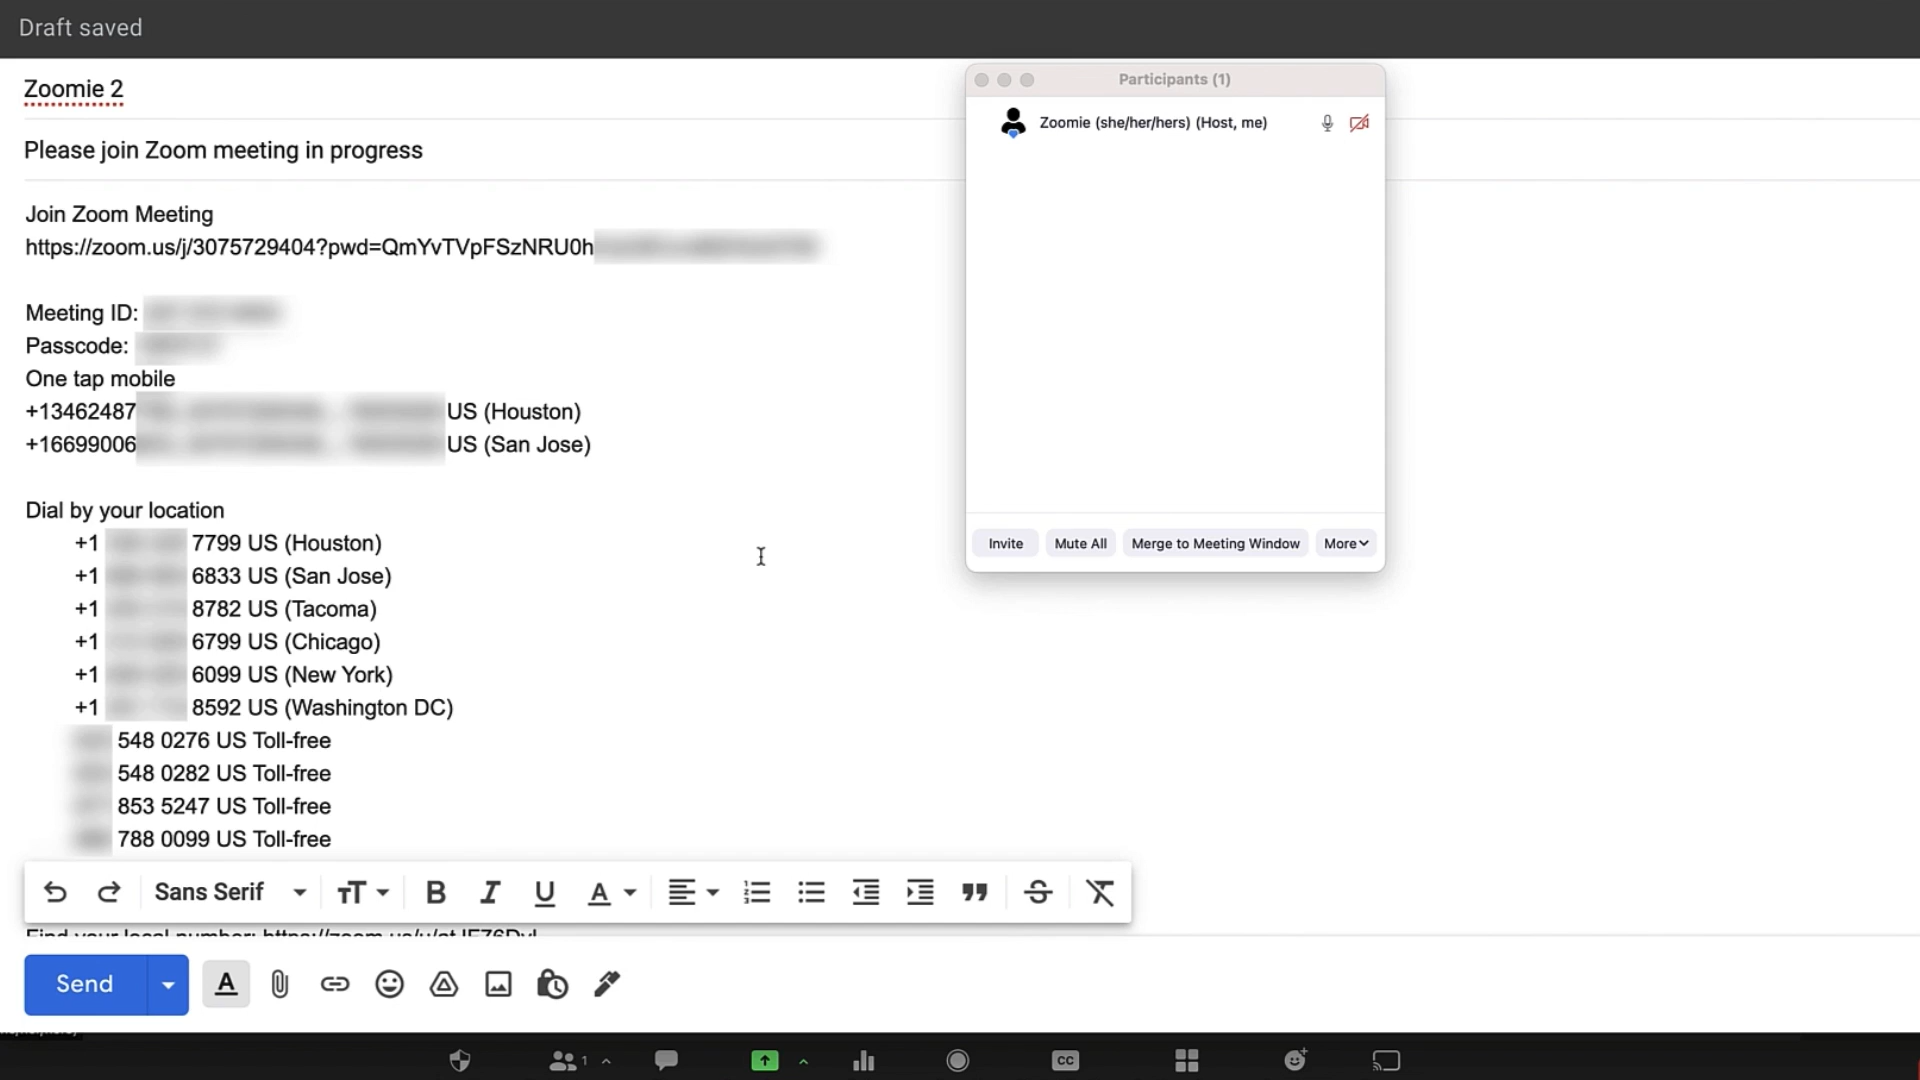 Draft saved
Zoomie 2
Please join Zoom meeting in progress
Join Zoom Meeting
https://zoom.us/j/3075729404?pwd=QmYvTVpFSzNRU0h
Meeting ID:
Passcode:
One tap mobile
+13462487 US (Houston)
+16699006 US (San Jose)
Dial by your location
+1 7799 US (Houston)
+1 6833 US (San Jose)
+1 8782 US (Tacoma)
+1 6799 US (Chicago)
+1 6099 US (New York)
+1 8592 US (Washington DC)
548 0276 US Toll-free
548 0282 US Toll-free
853 5247 US Toll-free
788 0099 US Toll-free
Sans Serif
Find your local number:
Send
Participants (1)
Zoomie (she/her/hers) (Host, me)
Invite
Mute All
Merge to Meeting Window
More
1
CC